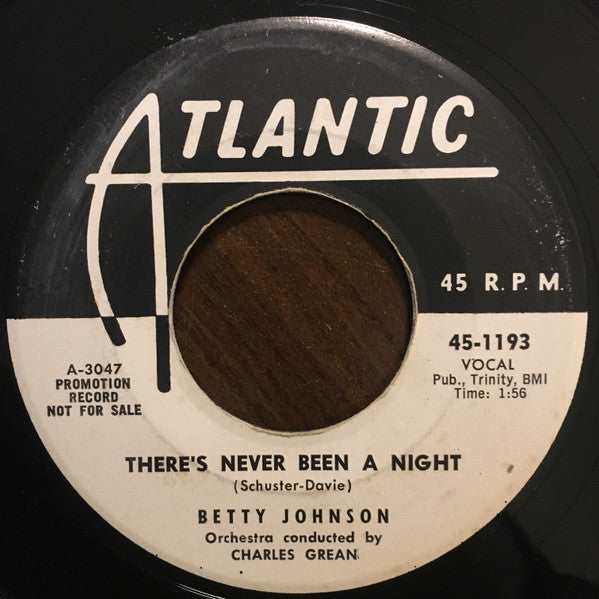 ATLANTIC
45 R.P.M.
A-3047
PROMOTION
RECORD
NOT FOR SALE
45-1193
VOCAL
Pub., Trinity, BMI
Time: 1:56
THERE'S NEVER BEEN A NIGHT
(Schuster-Davie)
BETTY JOHNSON
Orchestra conducted by
CHARLES GREAN